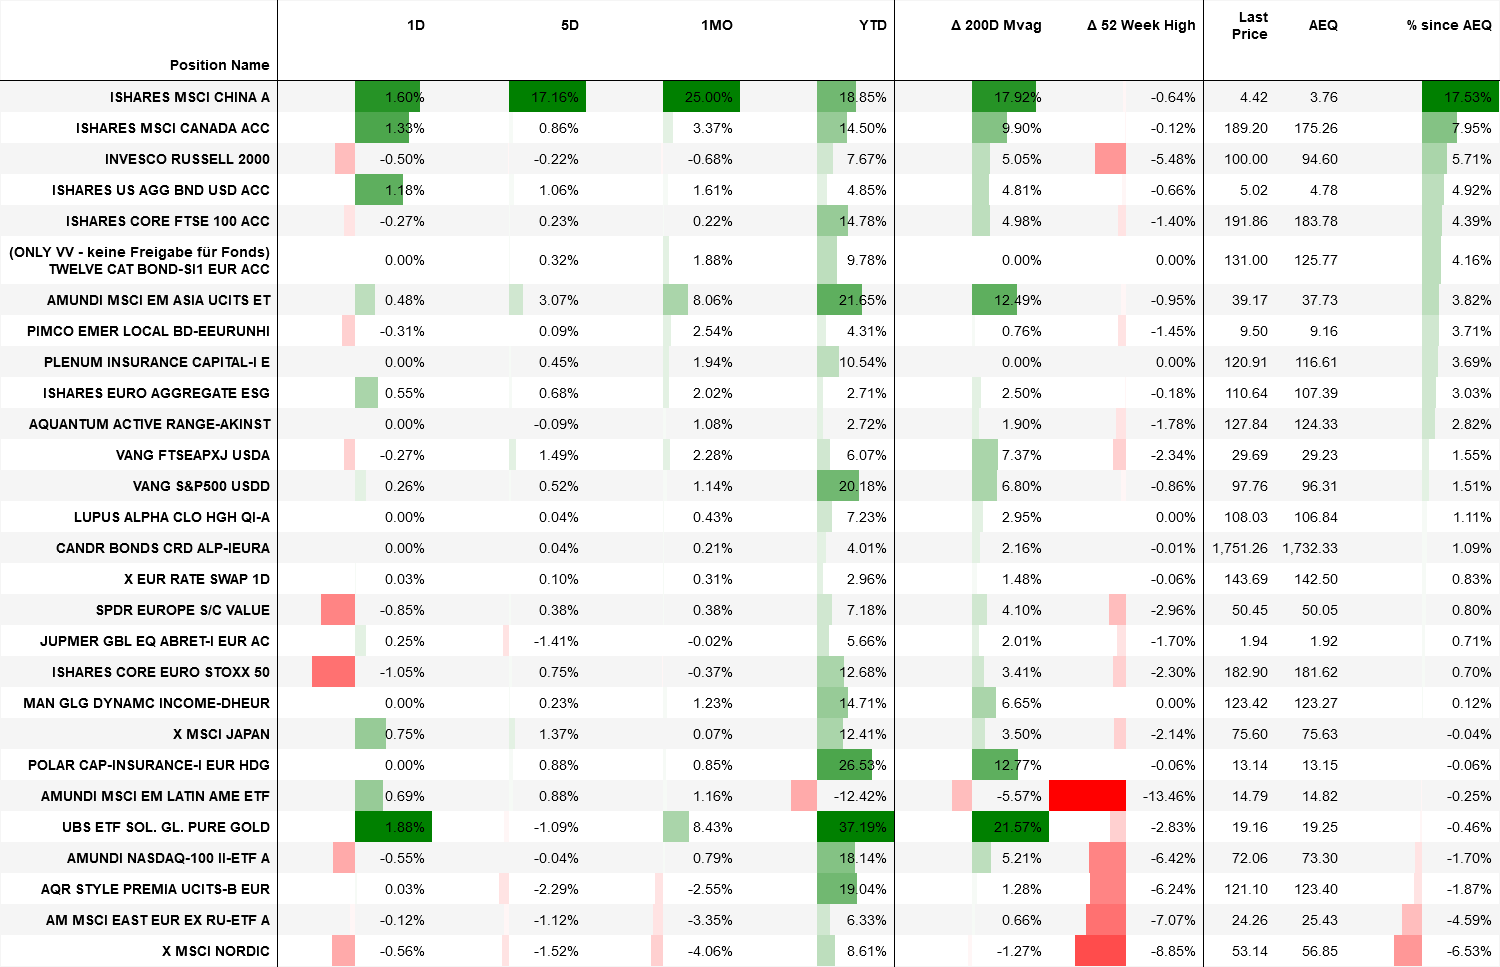 Position Name 1D 5D 1MO YTD Δ 200D Mvag Δ 52 Week High Last Price AEQ % since AEQ
ISHARES MSCI CHINA A 1.60% 17.16% 25.00% 18.85% 17.92% -0.64% 4.42 3.76 17.53%
ISHARES MSCI CANADA ACC 1.33% 0.86% 3.37% 14.50% 9.90% -0.12% 189.20 175.26 7.95%
INVESCO RUSSELL 2000 -0.50% -0.22% -0.68% 7.67% 5.05% -5.48% 100.00 94.60 5.71%
ISHARES US AGG BND USD ACC 1.18% 1.06% 1.61% 4.85% 4.81% -0.66% 5.02 4.78 4.92%
ISHARES CORE FTSE 100 ACC -0.27% 0.23% 0.22% 14.78% 4.98% -1.40% 191.86 183.78 4.39%
(ONLY VV - keine Freigabe für Fonds)
TWELVE CAT BOND-SI1 EUR ACC 0.00% 0.32% 1.88% 9.78% 0.00% 0.00% 131.00 125.77 4.16%
AMUNDI MSCI EM ASIA UCITS ET 0.48% 3.07% 8.06% 21.65% 12.49% -0.95% 39.17 37.73 3.82%
PIMCO EMER LOCAL BD-EEURUNHI -0.31% 0.09% 2.54% 4.31% 0.76% -1.45% 9.50 9.16 3.71%
PLENUM INSURANCE CAPITAL-I E 0.00% 0.45% 1.94% 10.54% 0.00% 0.00% 120.91 116.61 3.69%
ISHARES EURO AGGREGATE ESG 0.55% 0.68% 2.02% 2.71% 2.50% -0.18% 110.64 107.39 3.03%
AQUANTUM ACTIVE RANGE-AKINST 0.00% -0.09% 1.08% 2.72% 1.90% -1.78% 127.84 124.33 2.82%
VANG FTSEAPXJ USDA -0.27% 1.49% 2.28% 6.07% 7.37% -2.34% 29.69 29.23 1.55%
VANG S&P500 USDD 0.26% 0.52% 1.14% 20.18% 6.80% -0.86% 97.76 96.31 1.51%
LUPUS ALPHA CLO HGH QI-A 0.00% 0.04% 0.43% 7.23% 2.95% 0.00% 108.03 106.84 1.11%
CANDR BONDS CRD ALP-IEURA 0.00% 0.04% 0.21% 4.01% 2.16% -0.01% 1,751.26 1,732.33 1.09%
X EUR RATE SWAP 1D 0.03% 0.10% 0.31% 2.96% 1.48% -0.06% 143.69 142.50 0.83%
SPDR EUROPE S/C VALUE -0.85% 0.38% 0.38% 7.18% 4.10% -2.96% 50.45 50.05 0.80%
JUPMER GBL EQ ABRET-I EUR AC 0.25% -1.41% -0.02% 5.66% 2.01% -1.70% 1.94 1.92 0.71%
ISHARES CORE EURO STOXX 50 -1.05% 0.75% -0.37% 12.68% 3.41% -2.30% 182.90 181.62 0.70%
MAN GLG DYNAMC INCOME-DHEUR 0.00% 0.23% 1.23% 14.71% 6.65% 0.00% 123.42 123.27 0.12%
X MSCI JAPAN 0.75% 1.37% 0.07% 12.41% 3.50% -2.14% 75.60 75.63 -0.04%
POLAR CAP-INSURANCE-I EUR HDG 0.00% 0.88% 0.85% 26.53% 12.77% -0.06% 13.14 13.15 -0.06%
AMUNDI MSCI EM LATIN AME ETF 0.69% 0.88% 1.16% -12.42% -5.57% -13.46% 14.79 14.82 -0.25%
UBS ETF SOL. GL. PURE GOLD 1.88% -1.09% 8.43% 37.19% 21.57% -2.83% 19.16 19.25 -0.46%
AMUNDI NASDAQ-100 II-ETF A -0.55% -0.04% 0.79% 18.14% 5.21% -6.42% 72.06 73.30 -1.70%
AQR STYLE PREMIA UCITS-B EUR 0.03% -2.29% -2.55% 19.04% 1.28% -6.24% 121.10 123.40 -1.87%
AM MSCI EAST EUR EX RU-ETF A -0.12% -1.12% -3.35% 6.33% 0.66% -7.07% 24.26 25.43 -4.59%
X MSCI NORDIC -0.56% -1.52% -4.06% 8.61% -1.27% -8.85% 53.14 56.85 -6.53%